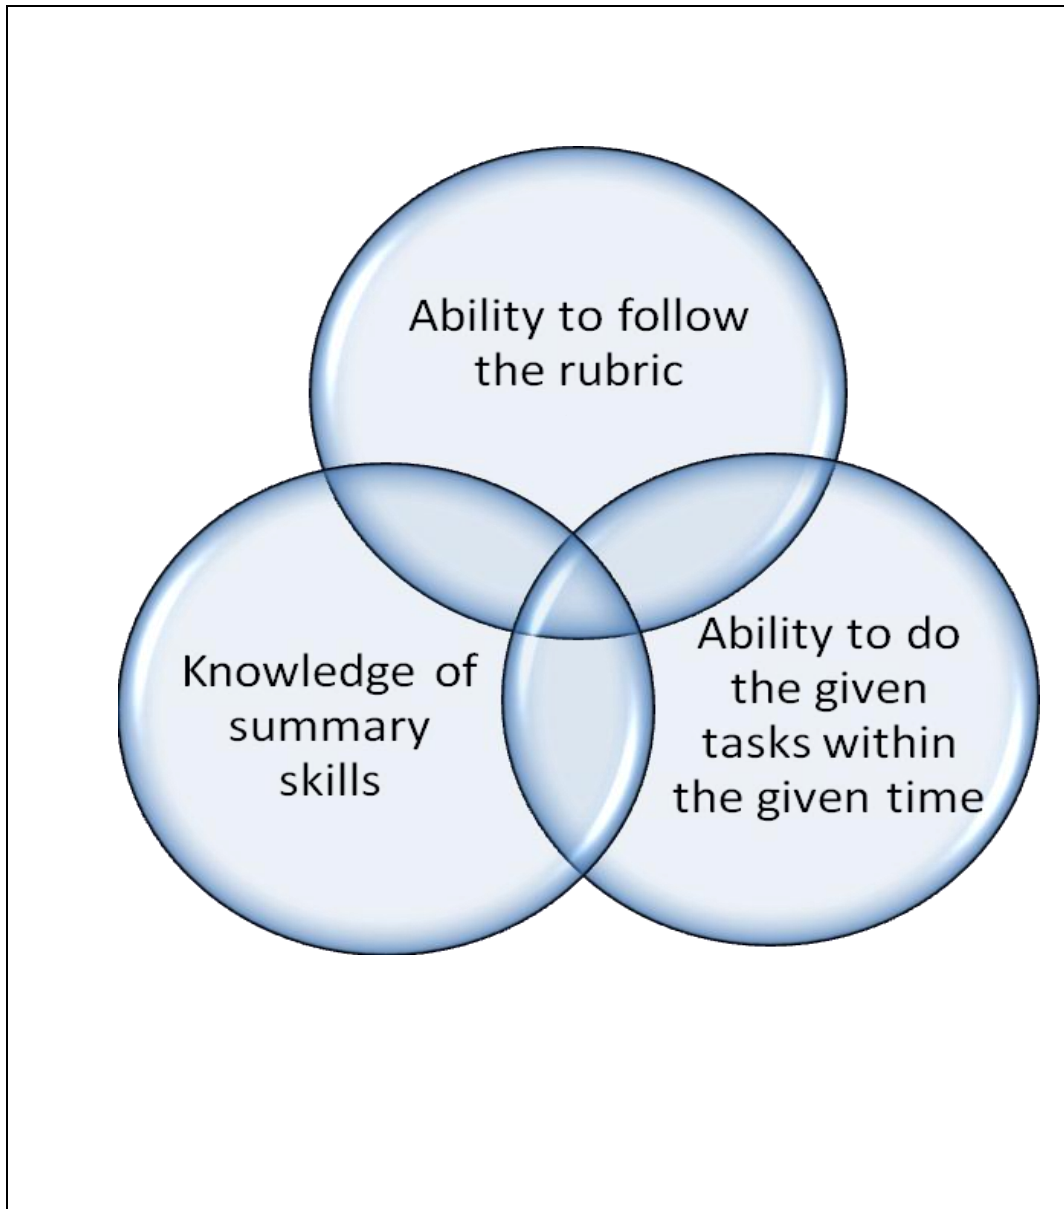 Ability to follow
the rubric
Knowledge of
summary
skills
Ability to do
the given
tasks within
the given time